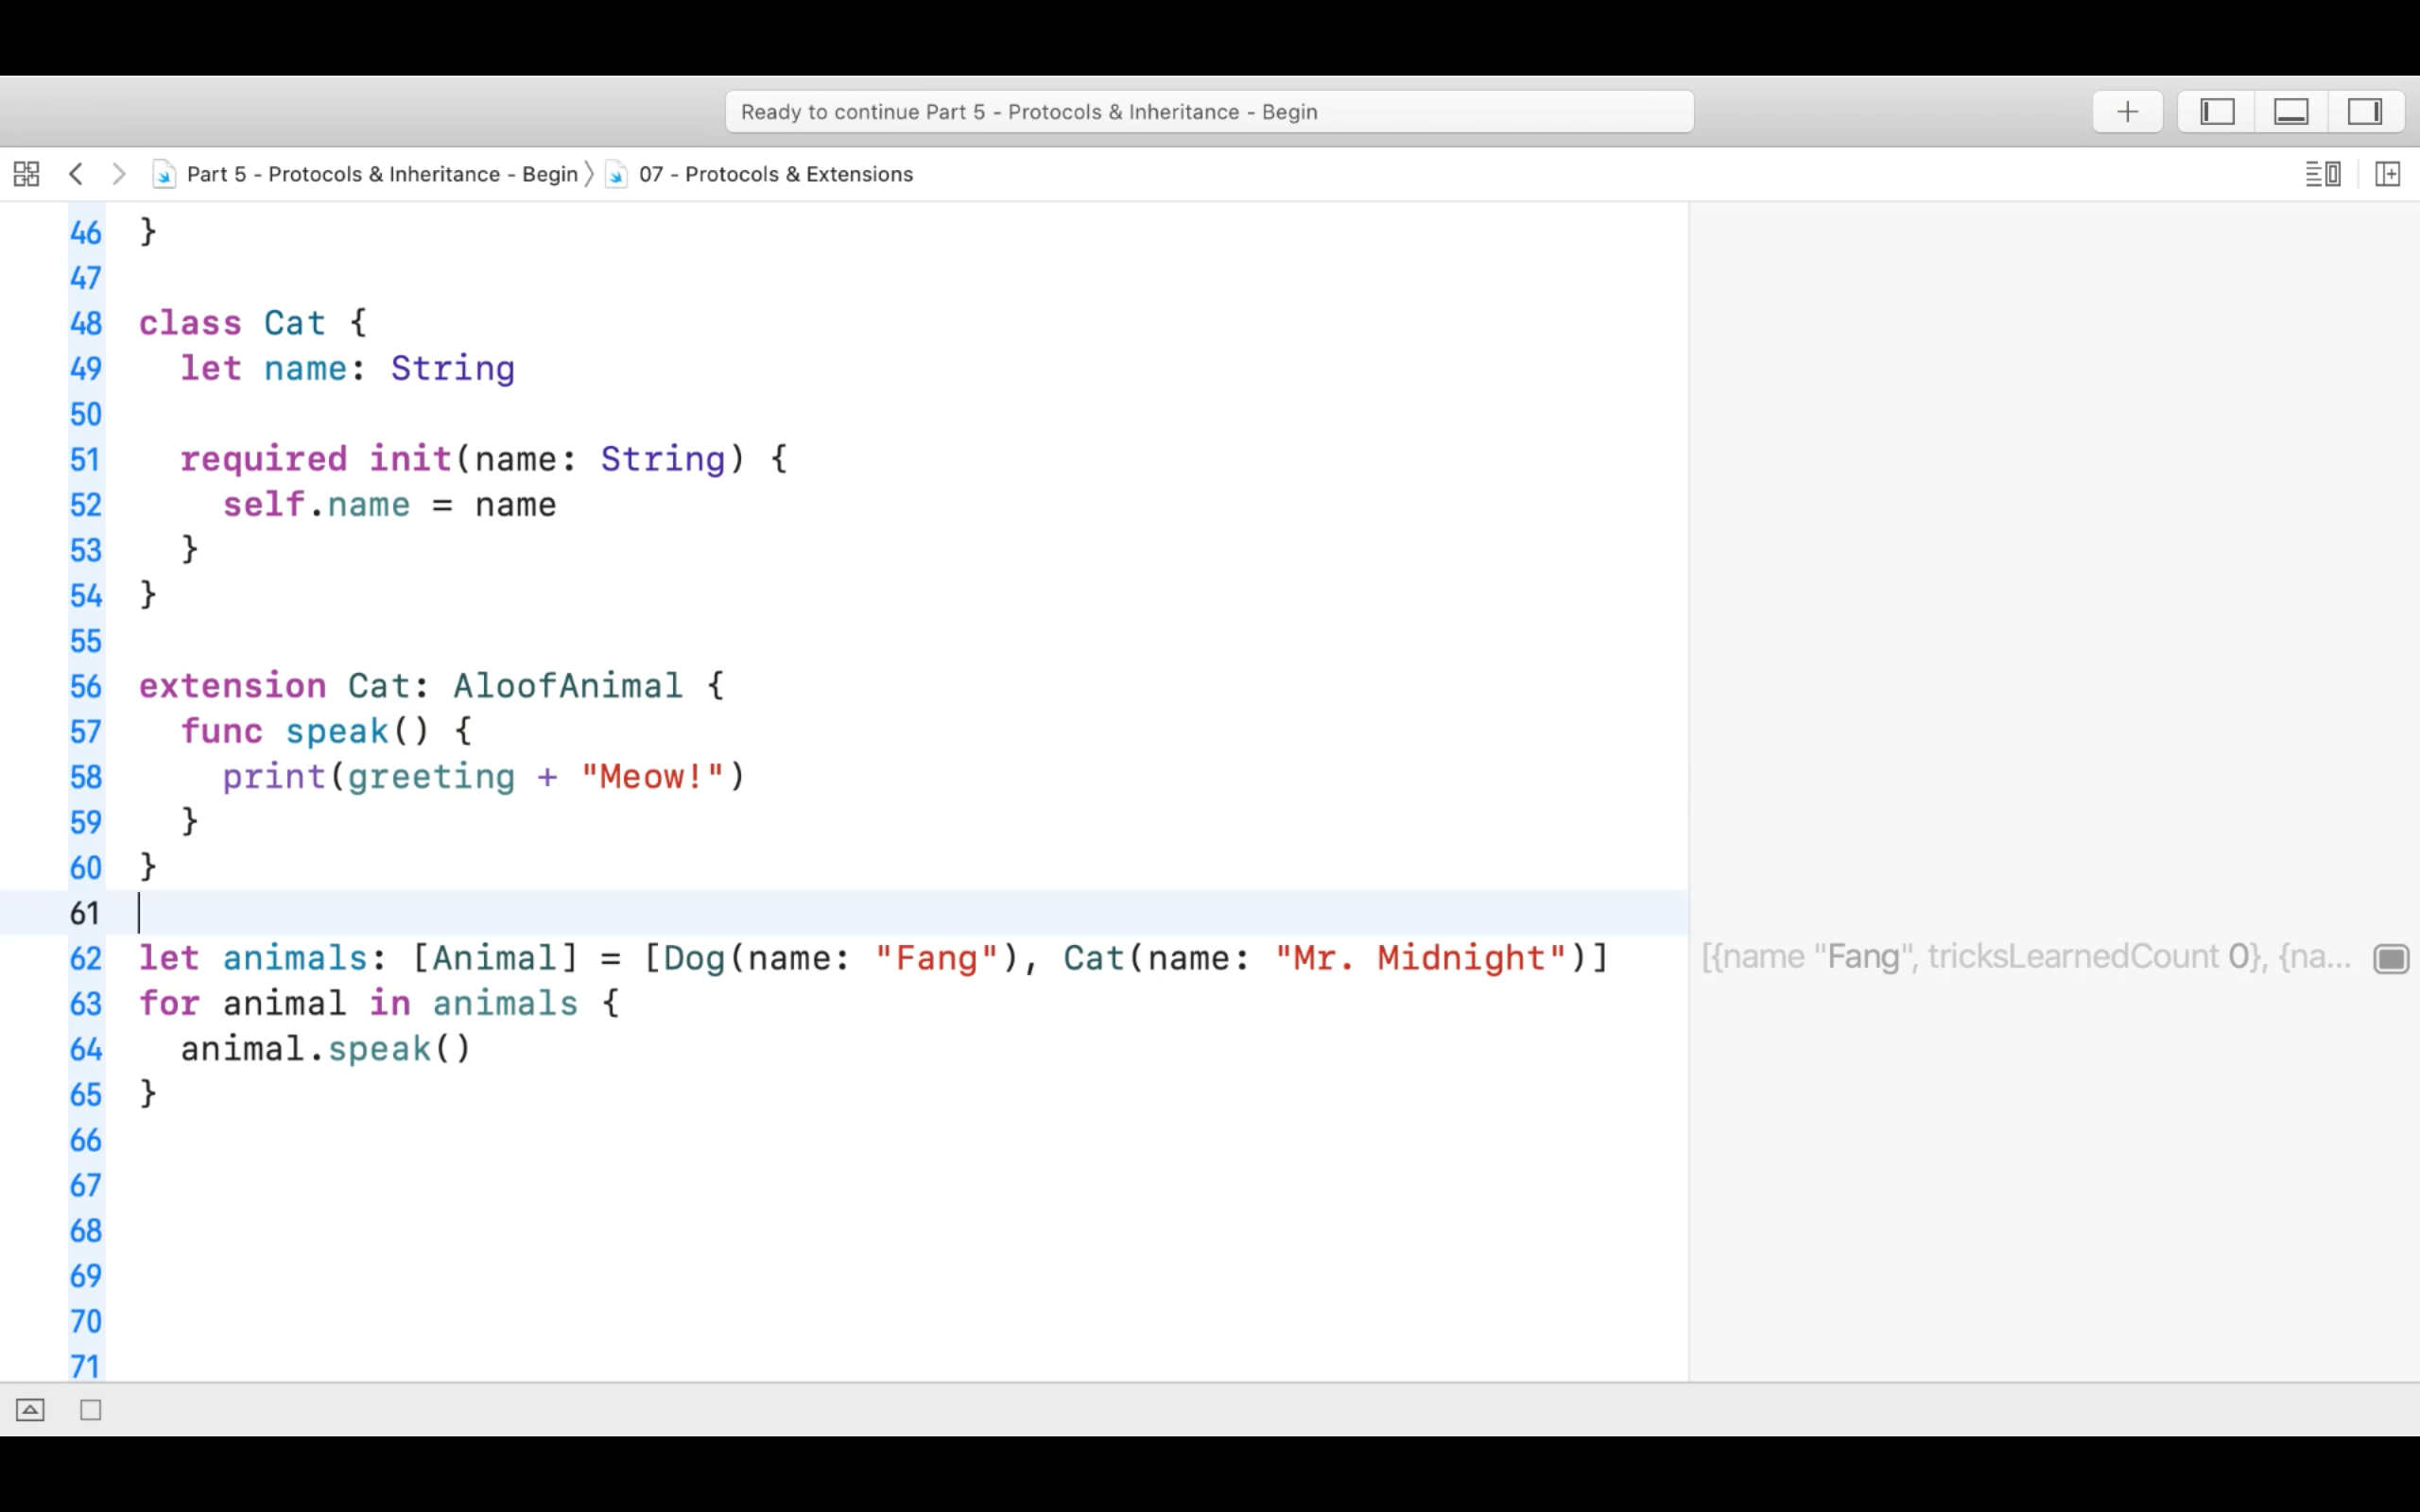 Ready to continue Part 5 - Protocols & Inheritance - Begin
Part 5 - Protocols & Inheritance - Begin 〉 07 - Protocols & Extensions
46 }
47
48 class Cat {
49   let name: String
50
51   required init(name: String) {
52     self.name = name
53   }
54 }
55
56 extension Cat: AloofAnimal {
57   func speak() {
58     print(greeting + "Meow!")
59   }
60 }
61
62 let animals: [Animal] = [Dog(name: "Fang"), Cat(name: "Mr. Midnight")] [{name "Fang", tricksLearnedCount 0}, {na...
63 for animal in animals {
64   animal.speak()
65 }
66
67
68
69
70
71